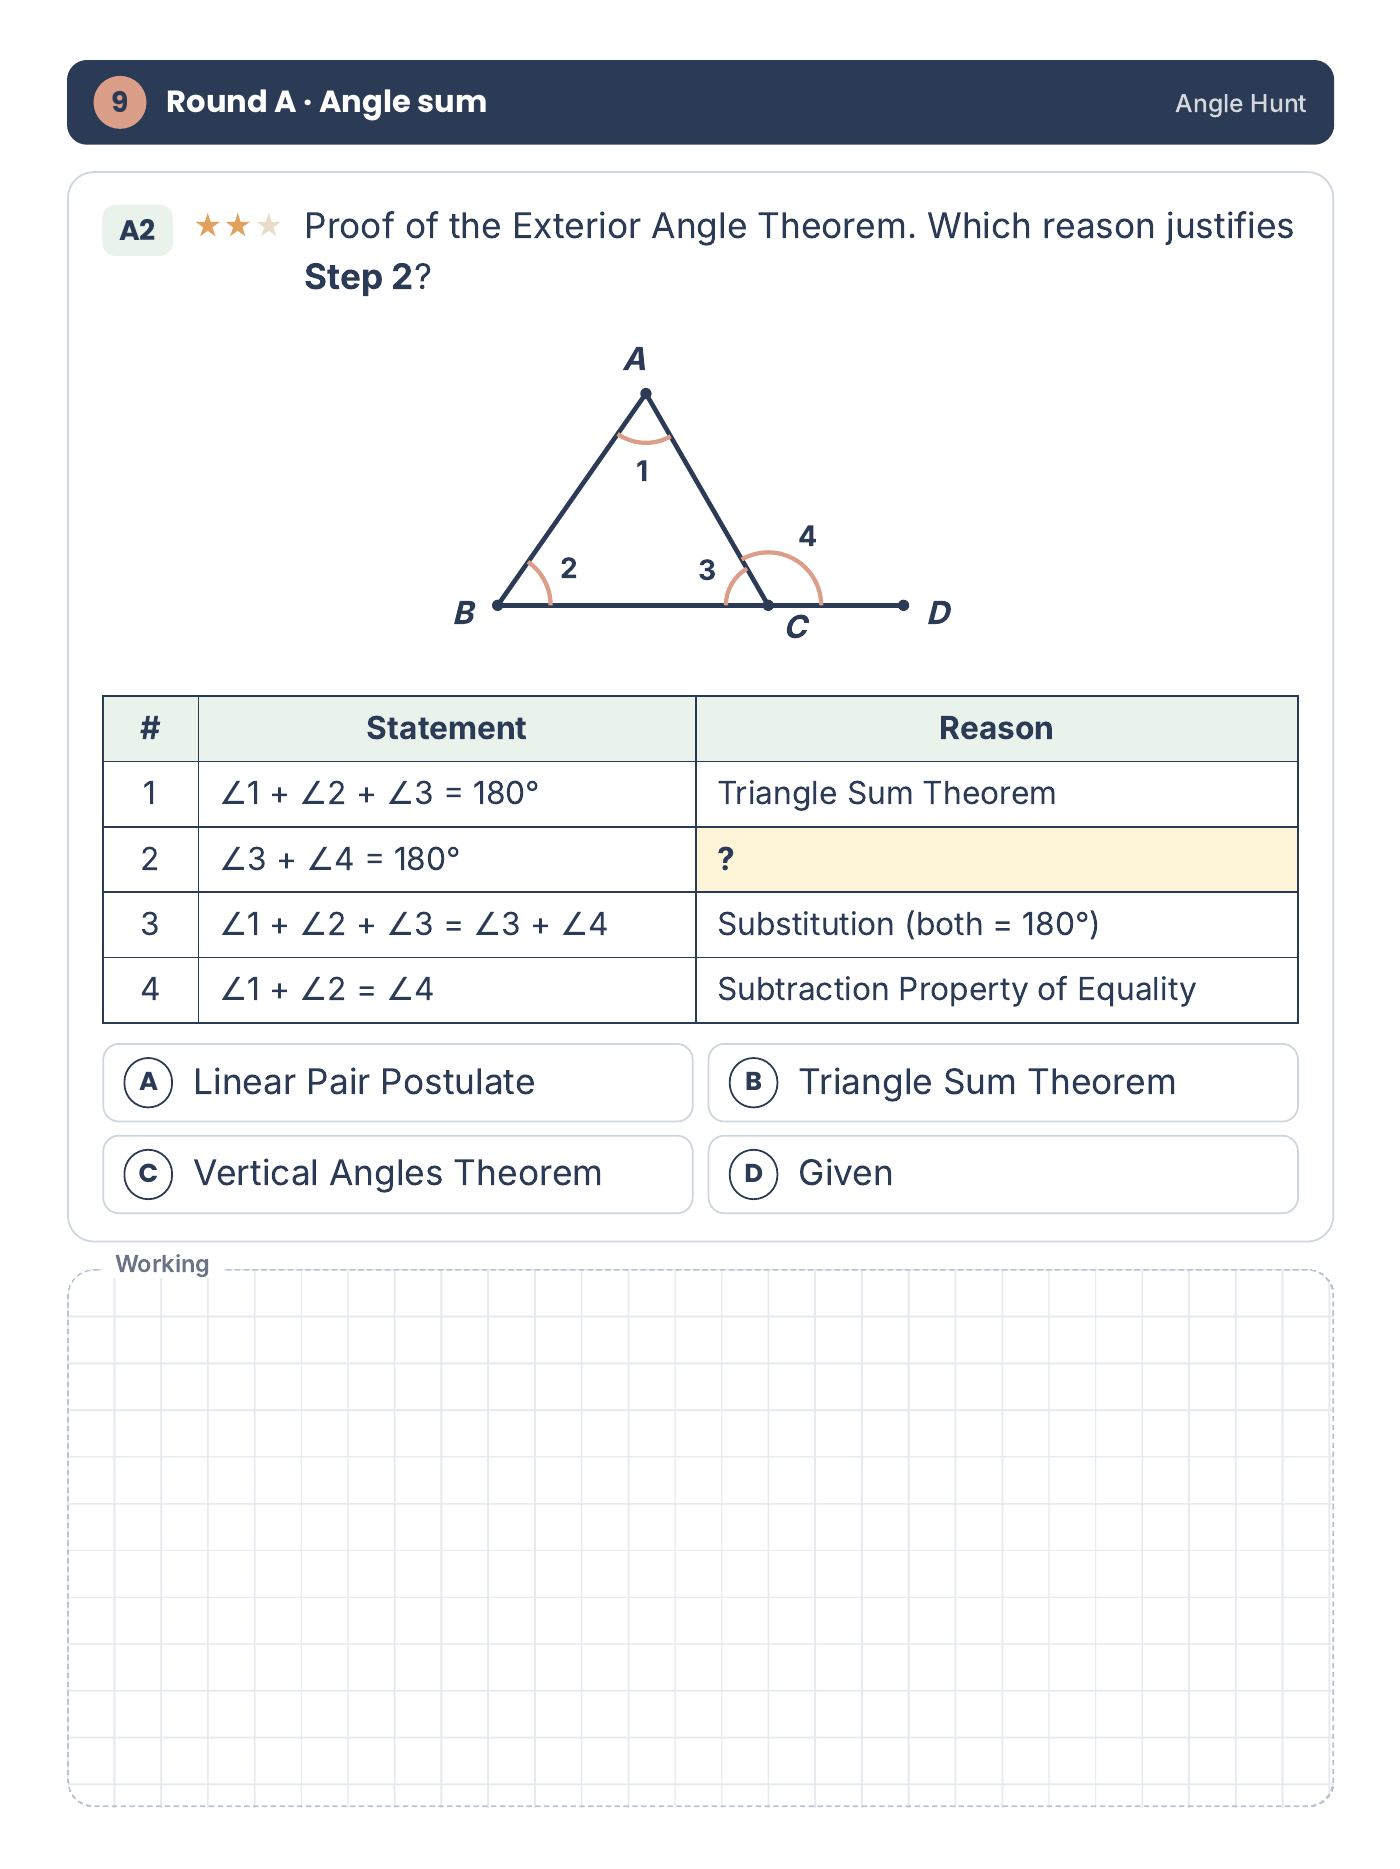 9 Round A · Angle sum Angle Hunt
A2 ★★★ Proof of the Exterior Angle Theorem. Which reason justifies
Step 2?
A
1
4
2 3
B C D
# Statement Reason
1 ∠1 + ∠2 + ∠3 = 180° Triangle Sum Theorem
2 ∠3 + ∠4 = 180° ?
3 ∠1 + ∠2 + ∠3 = ∠3 + ∠4 Substitution (both = 180°)
4 ∠1 + ∠2 = ∠4 Subtraction Property of Equality
A Linear Pair Postulate B Triangle Sum Theorem
C Vertical Angles Theorem D Given
Working